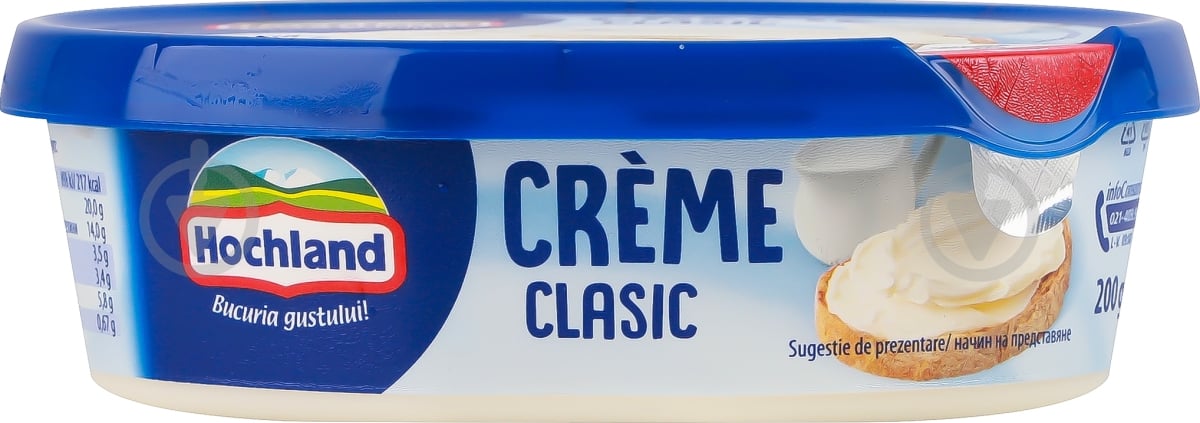 217 kcal
20,0 g
14,0 g
3,5 g
3,4 g
5,8 g
0,67 g
Hochland
Bucuria gustului!
CRÈME
CLASIC
Sugestie de prezentare/ начин на представяне
200 g